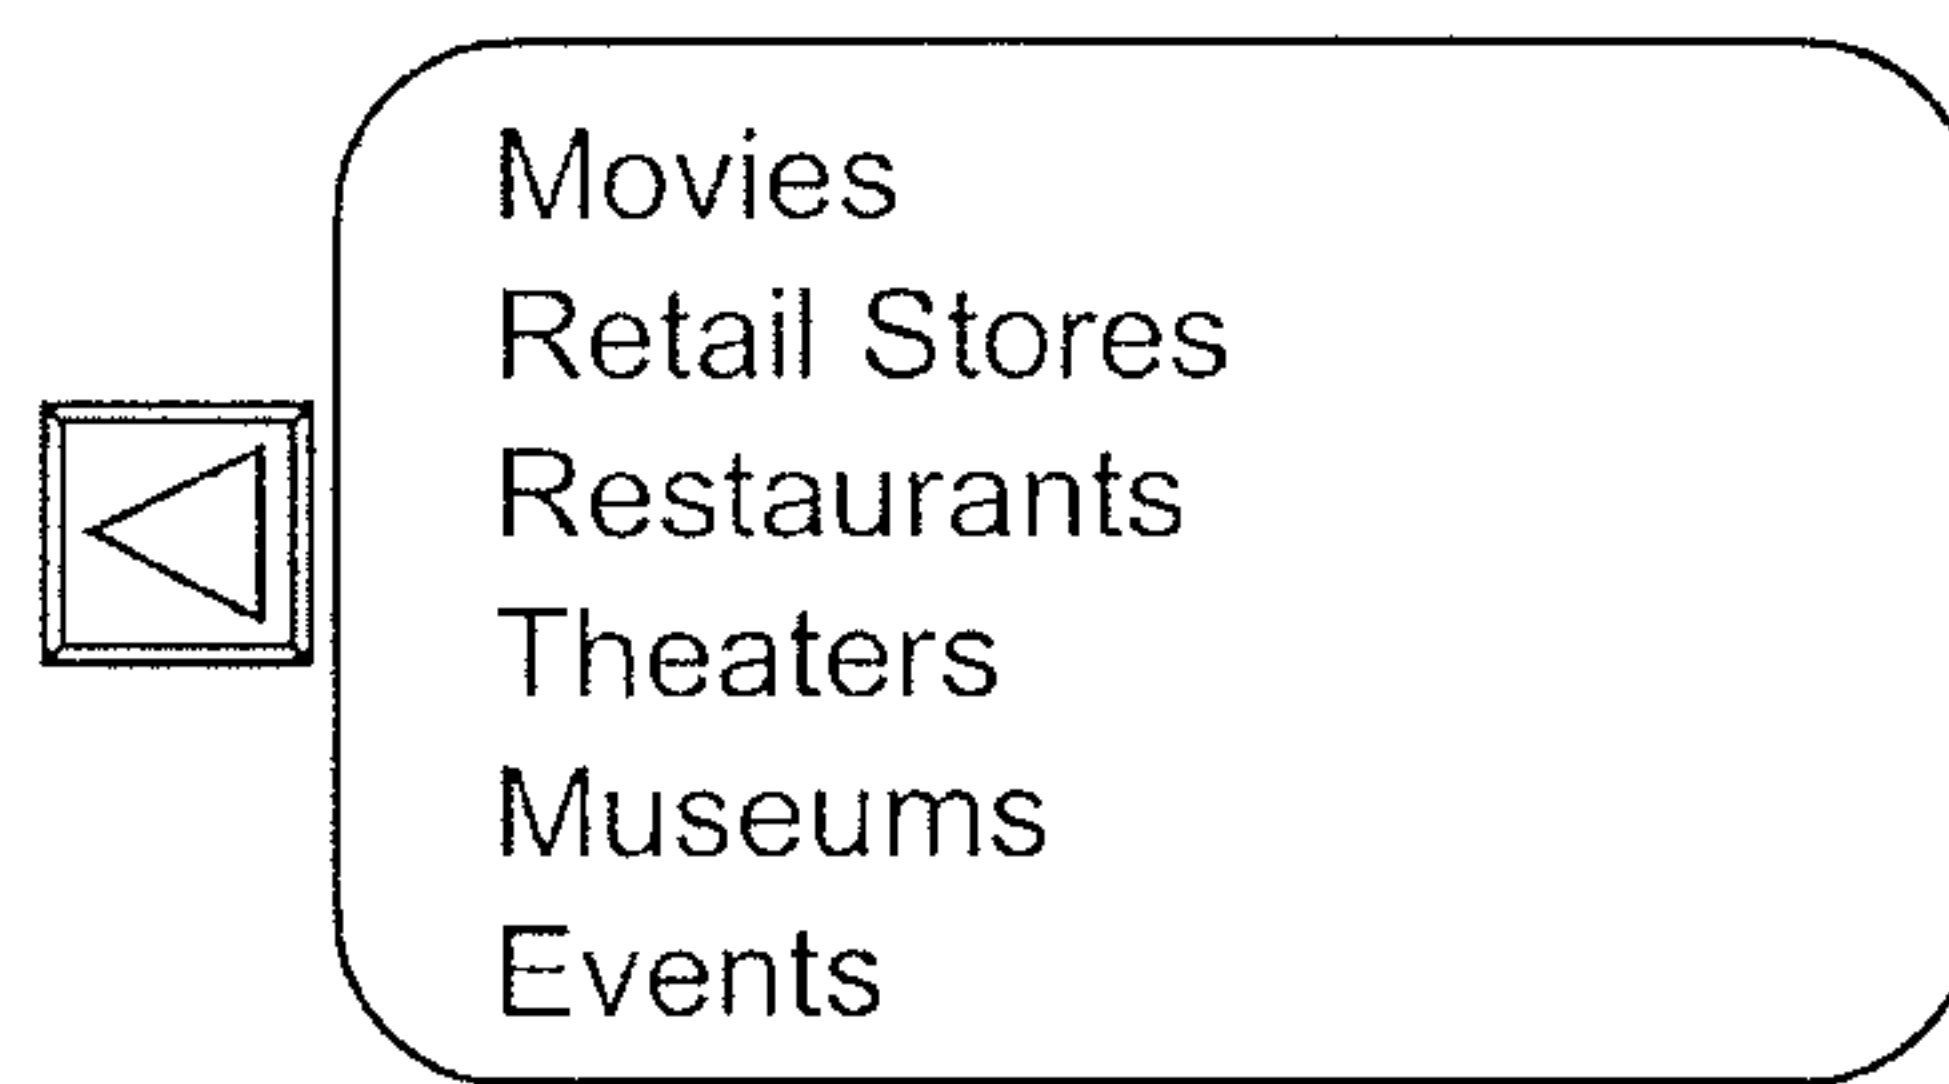 Movies
Retail Stores
Restaurants
Theaters
Museums
Events